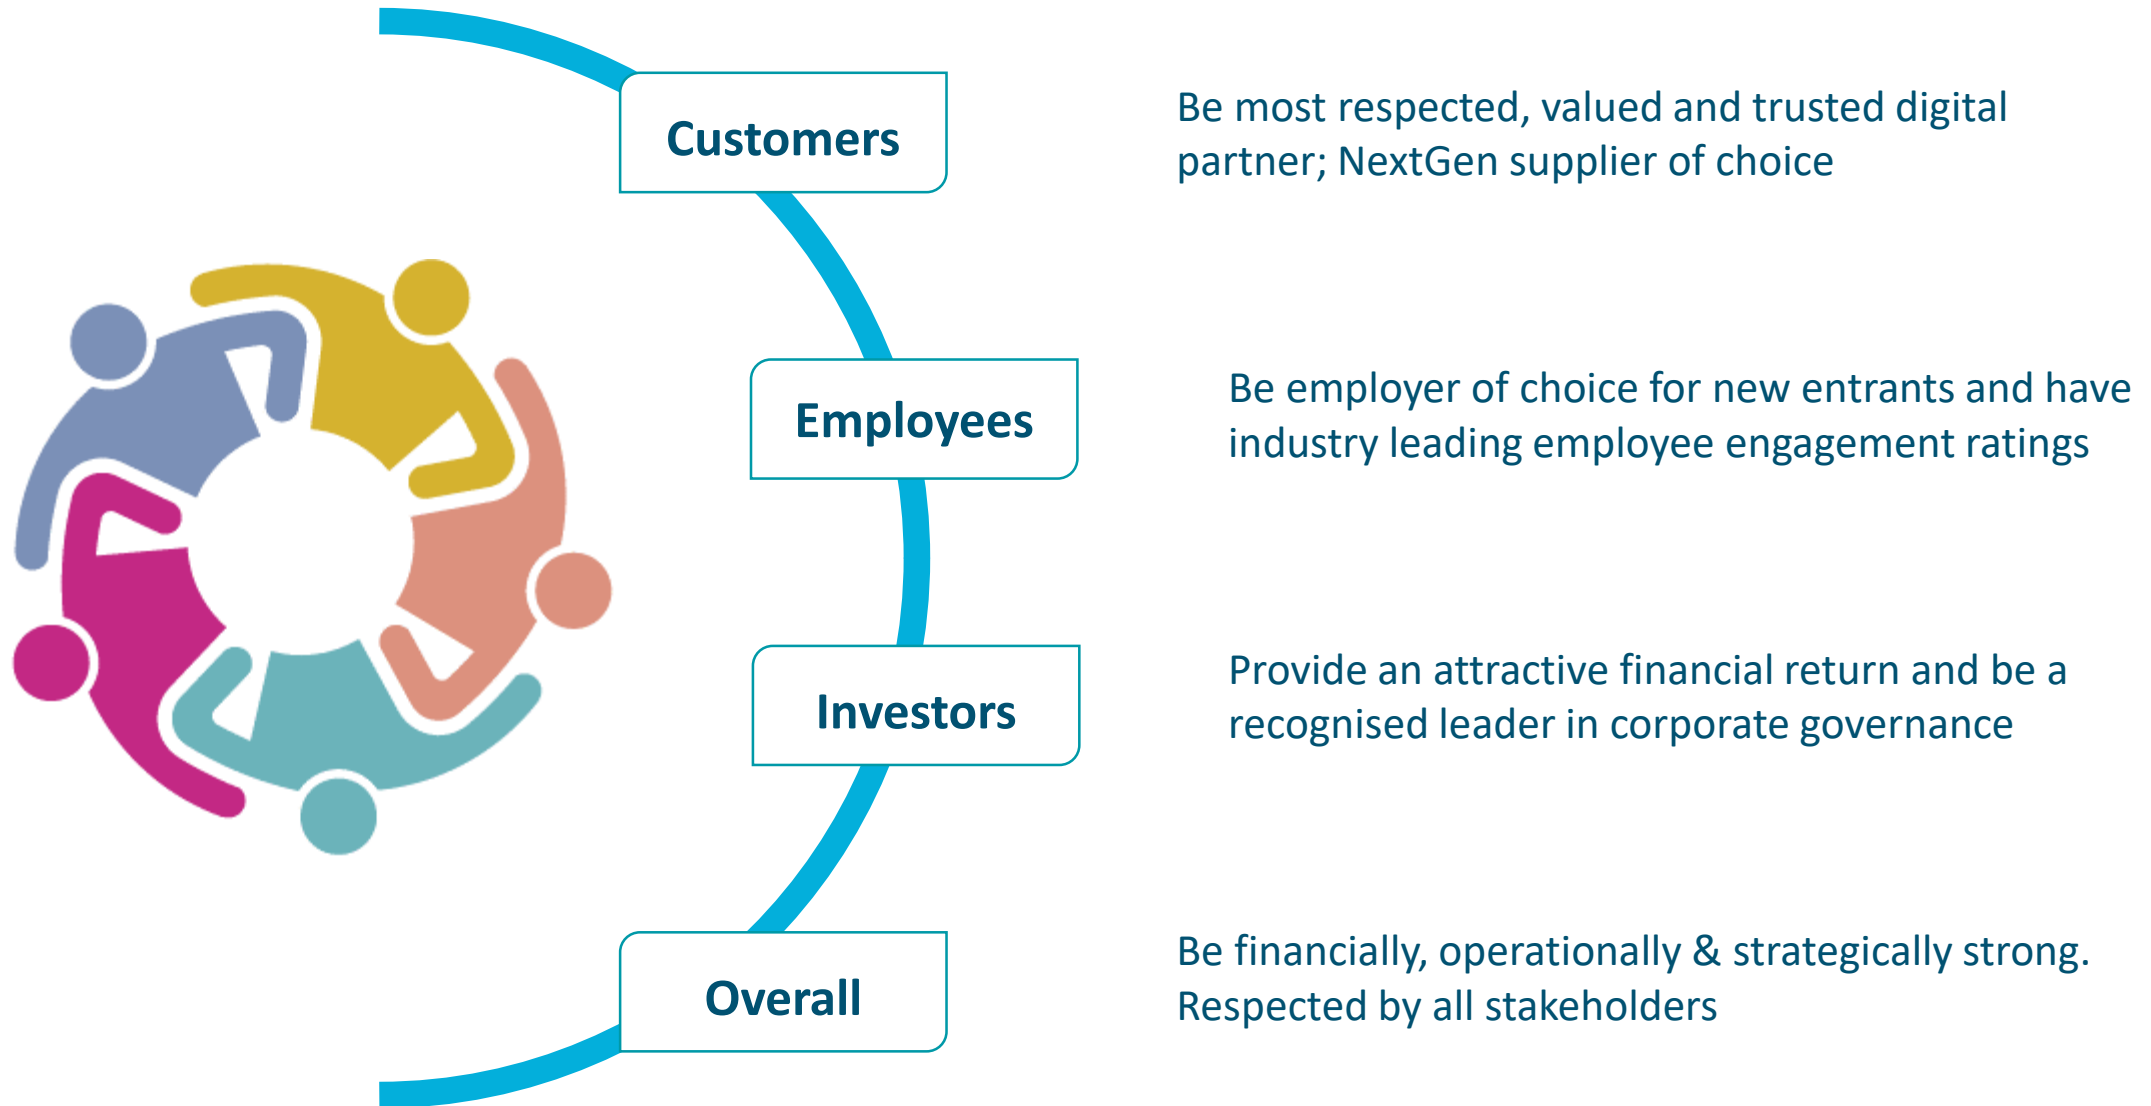 Customers
Be most respected, valued and trusted digital
partner; NextGen supplier of choice
Employees
Be employer of choice for new entrants and have
industry leading employee engagement ratings
Investors
Provide an attractive financial return and be a
recognised leader in corporate governance
Overall
Be financially, operationally & strategically strong.
Respected by all stakeholders